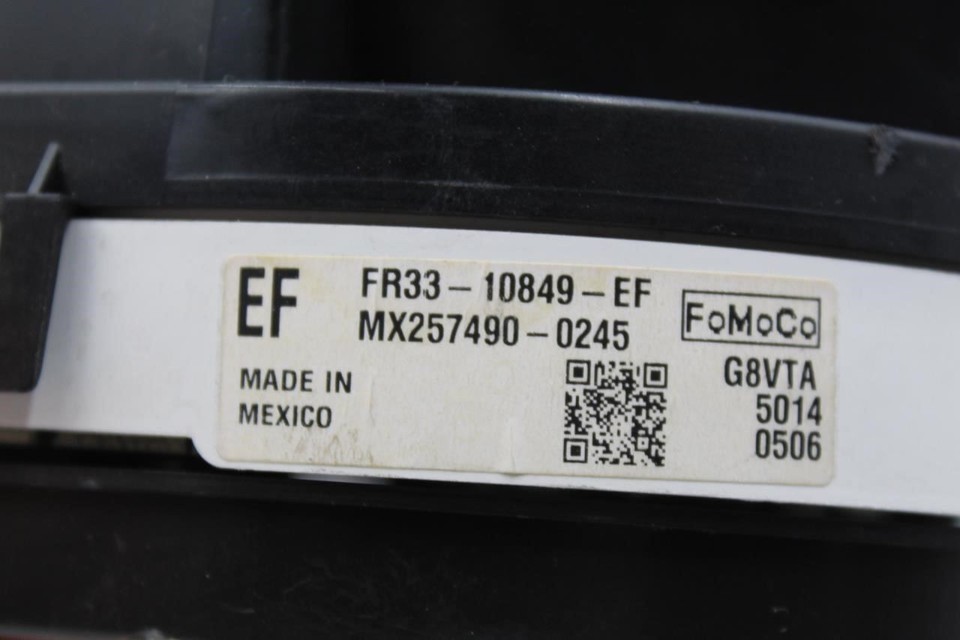 EF
FR33-10849-EF
MX257490-0245
FoMoCo
MADE IN
MEXICO
G8VTA
5014
0506